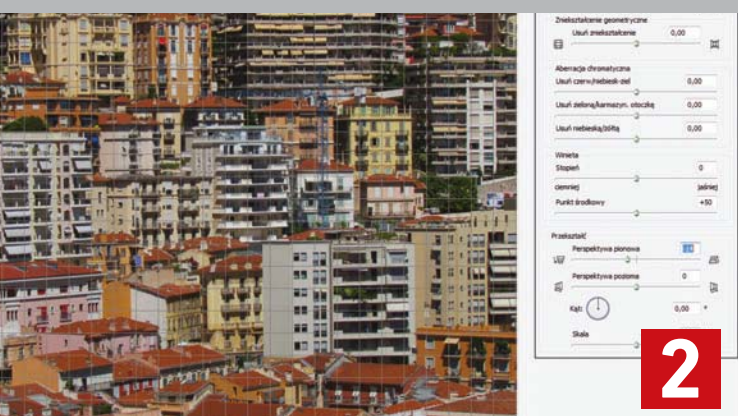 Zniekształcenie geometryczne
Usuń zniekształcenie 0,00
Aberracja chromatyczna
Usuń czerw./niebiesk-ziel 0,00
Usuń zieloną/karmazyn. otoczkę 0,00
Usuń niebieską/żółtą 0,00
Winieta
Stopień 0
ciemniej jaśniej
Punkt środkowy +50
Przekształć
Perspektywa pionowa
Perspektywa pozioma 0
Kąt: 0,00 °
Skala
2